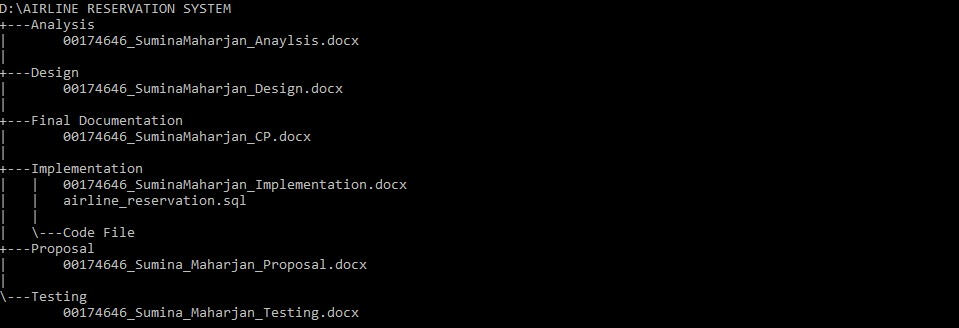 D:\AIRLINE RESERVATION SYSTEM
+---Analysis
|       00174646_SuminaMaharjan_Anaylsis.docx
|
+---Design
|       00174646_SuminaMaharjan_Design.docx
|
+---Final Documentation
|       00174646_SuminaMaharjan_CP.docx
|
+---Implementation
|   |   00174646_SuminaMaharjan_Implementation.docx
|   |   airline_reservation.sql
|   |
|   \---Code File
+---Proposal
|       00174646_Sumina_Maharjan_Proposal.docx
|
\---Testing
        00174646_Sumina_Maharjan_Testing.docx